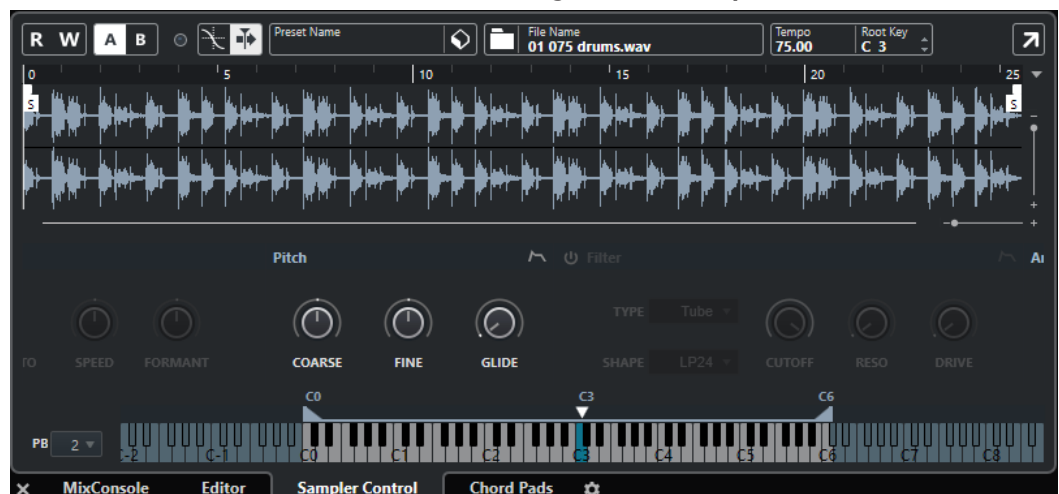 R W A B Preset Name File Name Tempo Root Key
01 075 drums.wav 75.00 C 3
0 5 10 15 20 25
S S
Pitch Filter
TYPE Tube
SPEED FORMANT COARSE FINE GLIDE SHAPE LP24 CUTOFF RESO DRIVE
C0 C3 C6
PB 2 C-2 C-1 C0 C1 C2 C3 C4 C5 C6 C7 C8
MixConsole Editor Sampler Control Chord Pads